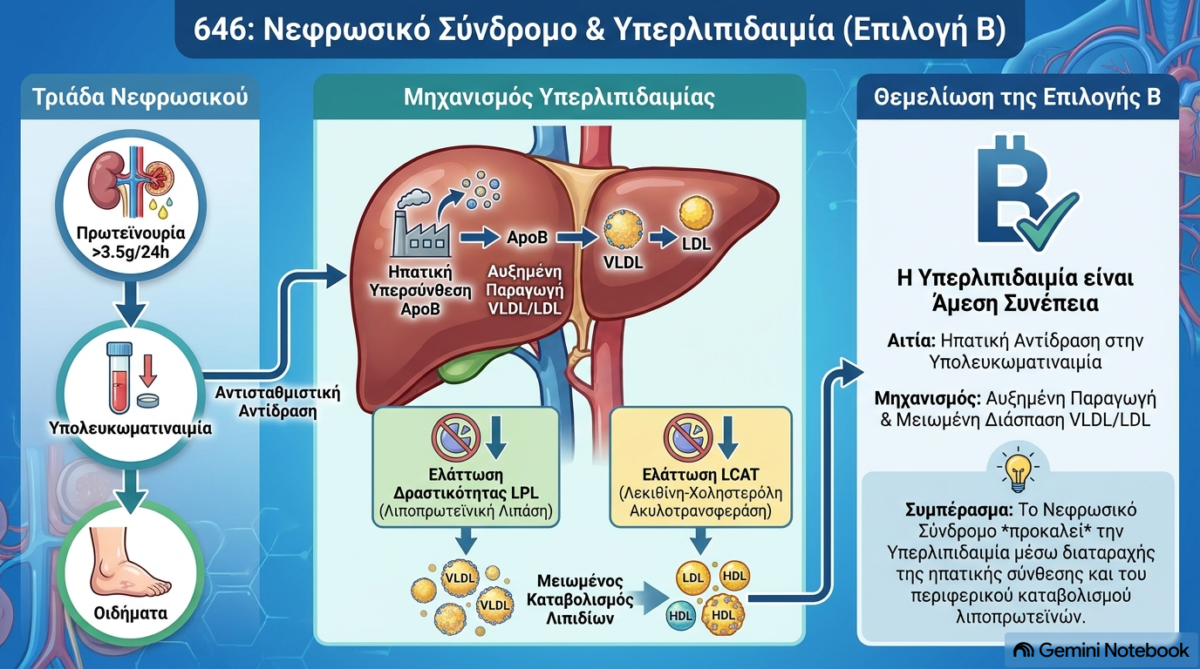 646: Νεφρωσικό Σύνδρομο & Υπερλιπιδαιμία (Επιλογή Β)
Τριάδα Νεφρωσικού
Πρωτεϊνουρία
>3.5g/24h
Υπολευκωματιναιμία
Οιδήματα
Αντισταθμιστική
Αντίδραση
Μηχανισμός Υπερλιπιδαιμίας
Ηπατική
Υπερσύνθεση
ApoB
ApoB
Αυξημένη
Παραγωγή
VLDL/LDL
VLDL
LDL
Ελάττωση
Δραστικότητας LPL
(Λιποπρωτεϊνική Λιπάση)
Ελάττωση LCAT
(Λεκιθίνη-Χοληστερόλη
Ακυλοτρανσφεράση)
VLDL
VLDL
Μειωμένος
Καταβολισμός
Λιπιδίων
LDL
HDL
HDL
HDL
Θεμελίωση της Επιλογής Β
B
Η Υπερλιπιδαιμία είναι
Άμεση Συνέπεια
Αιτία: Ηπατική Αντίδραση στην
Υπολευκωματιναιμία
Μηχανισμός: Αυξημένη Παραγωγή
& Μειωμένη Διάσπαση VLDL/LDL
Συμπέρασμα: Το Νεφρωσικό
Σύνδρομο *προκαλεί* την
Υπερλιπιδαιμία μέσω διαταραχής
της ηπατικής σύνθεσης και του
περιφερικού καταβολισμού
λιποπρωτεϊνών.
Gemini Notebook